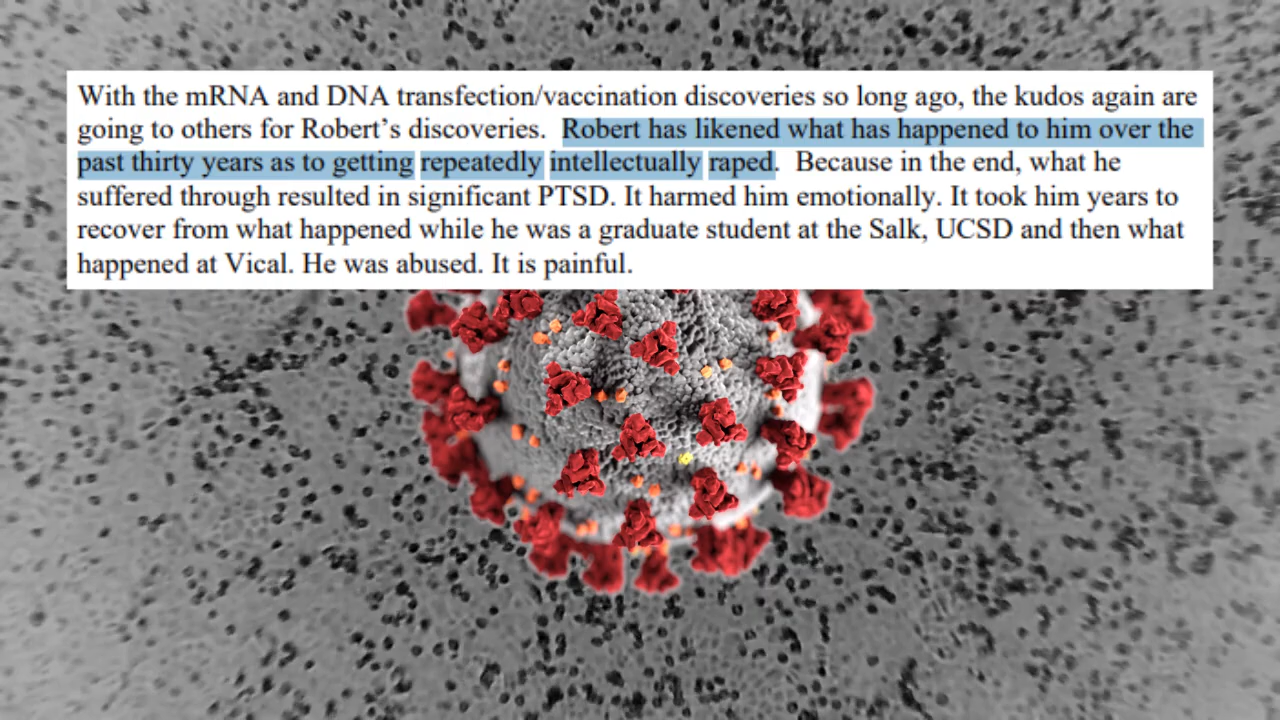 With the mRNA and DNA transfection/vaccination discoveries so long ago, the kudos again are
going to others for Robert’s discoveries.  Robert has likened what has happened to him over the
past thirty years as to getting repeatedly intellectually raped.  Because in the end, what he
suffered through resulted in significant PTSD. It harmed him emotionally. It took him years to
recover from what happened while he was a graduate student at the Salk, UCSD and then what
happened at Vical. He was abused. It is painful.